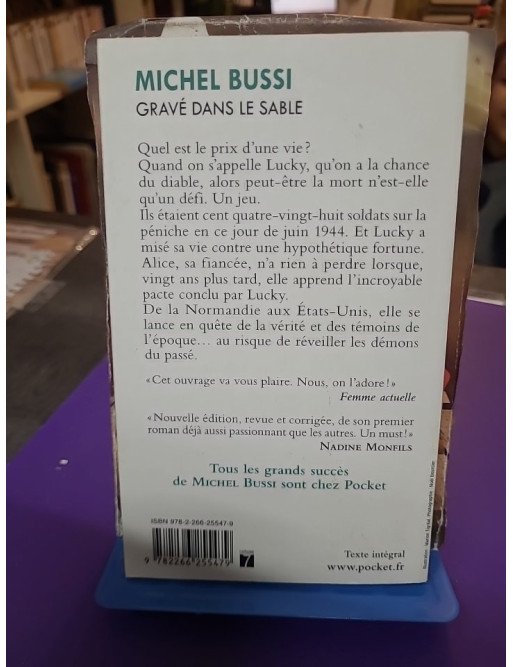 MICHEL BUSSI
GRAVÉ DANS LE SABLE
Quel est le prix d'une vie ?
Quand on s'appelle Lucky, qu'on a la chance
du diable, alors peut-être la mort n'est-elle
qu'un défi. Un jeu.
Ils étaient cent quatre-vingt-huit soldats sur la
péniche en ce jour de juin 1944. Et Lucky a
misé sa vie contre une hypothétique fortune.
Alice, sa fiancée, n'a rien à perdre lorsque,
vingt ans plus tard, elle apprend l'incroyable
pacte conclu par Lucky.
De la Normandie aux États-Unis, elle se
lance en quête de la vérité et des témoins de
l'époque... au risque de réveiller les démons
du passé.
« Cet ouvrage va vous plaire. Nous, on l'adore ! »
Femme actuelle
« Nouvelle édition, revue et corrigée, de son premier
roman déjà aussi passionnant que les autres. Un must ! »
NADINE MONFILS
Tous les grands succès
de MICHEL BUSSI sont chez Pocket
ISBN 978-2-266-25547-9
9 782266 255479
7
Texte intégral
www.pocket.fr